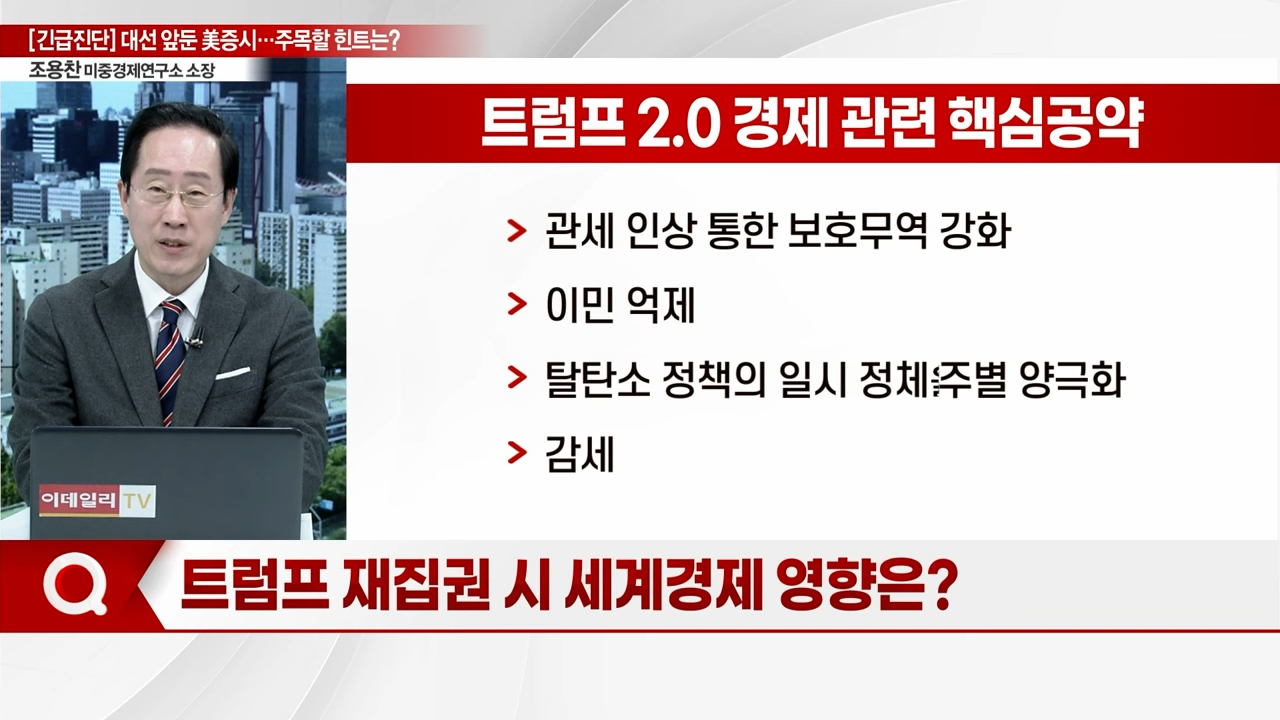 [긴급진단] 대선 앞둔 美증시…주목할 힌트는?
조용찬 미중경제연구소 소장
트럼프 2.0 경제 관련 핵심공약
> 관세 인상 통한 보호무역 강화
> 이민 억제
> 탈탄소 정책의 일시 정체 주별 양극화
> 감세
이데일리 TV
Q 트럼프 재집권 시 세계경제 영향은?